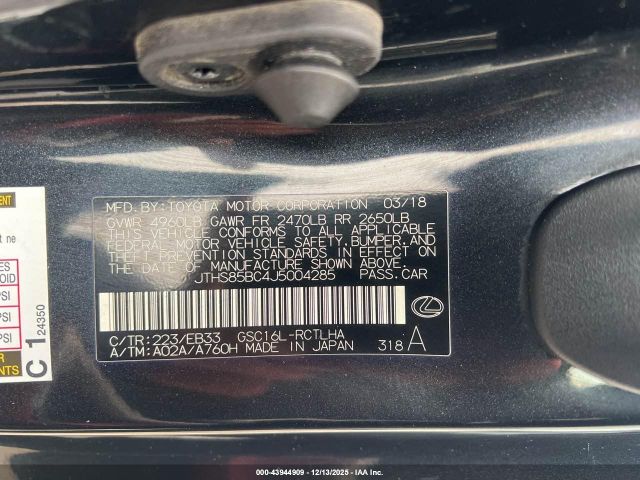 MFD.BY:TOYOTA MOTOR CORPORATION 03/18
GVWR 4960LB GAWR FR 2470LB RR 2650LB
THIS VEHICLE CONFORMS TO ALL APPLICABLE
FEDERAL MOTOR VEHICLE SAFETY,BUMPER,AND
THEFT PREVENTION STANDARDS IN EFFECT ON
THE DATE OF MANUFACTURE SHOWN ABOVE.
JTHS85BC4J5004285 PASS.CAR
C/TR:223/EB33 GSC16L-RCTLHA
A/TM:A02A/A760H MADE IN JAPAN 318 A
ne
PSI
PSI
PSI
C 1 24350
000-43944909 - 12/13/2025 - IAA Inc.